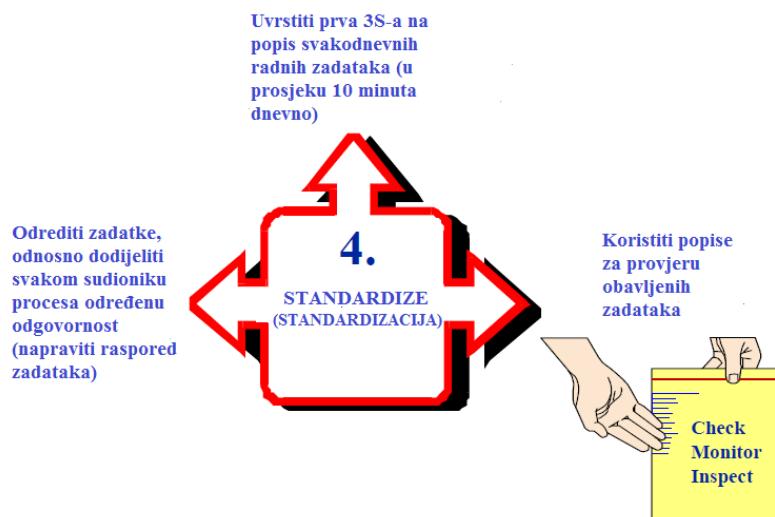 Uvrstiti prva 3S-a na
popis svakodnevnih
radnih zadataka (u
prosjeku 10 minuta
dnevno)
Odrediti zadatke,
odnosno dodijeliti
svakom sudioniku
procesa određenu
odgovornost
(napraviti raspored
zadataka)
4.
STANDARDIZE
(STANDARDIZACIJA)
Koristiti popise
za provjeru
obavljenih
zadataka
Check
Monitor
Inspect